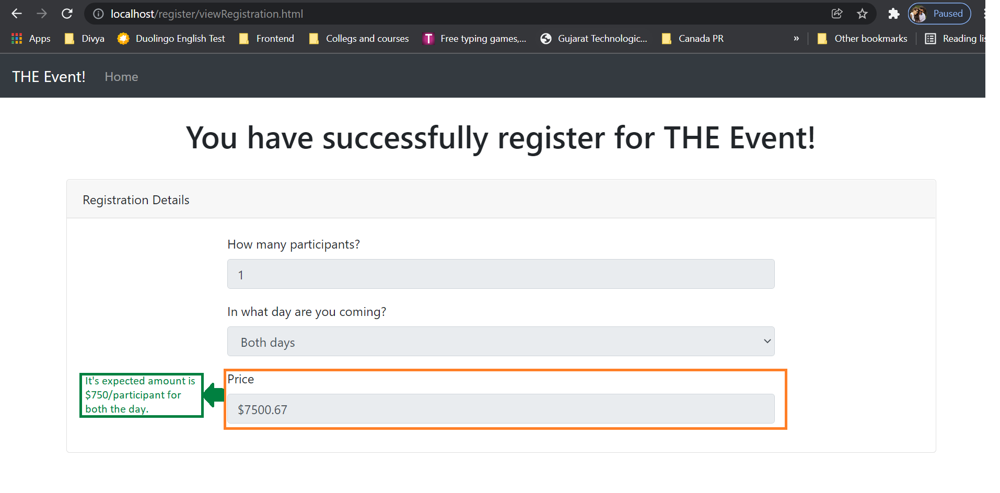 localhost/register/viewRegistration.html
Paused
Apps
Divya
Duolingo English Test
Frontend
Collegs and courses
T
Free typing games,...
Gujarat Technologic...
Canada PR
»
Other bookmarks
Reading lis
THE Event!
Home
You have successfully register for THE Event!
Registration Details
How many participants?
1
In what day are you coming?
Both days
It's expected amount is
$750/participant for
both the day.
Price
$7500.67